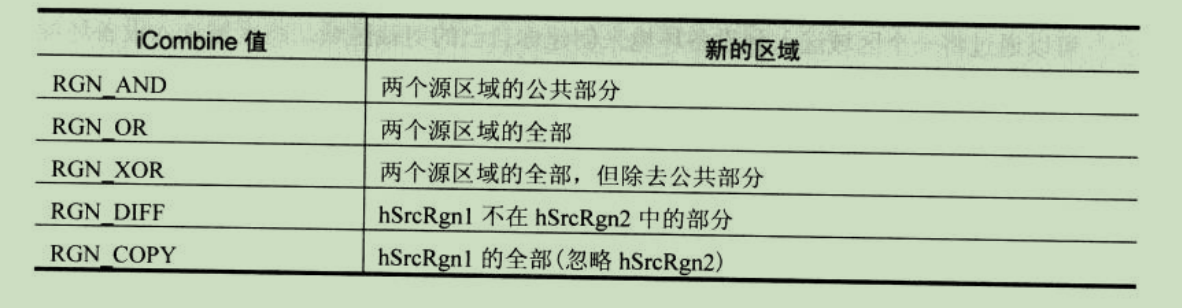 iCombine 值 新的区域
RGN_AND 两个源区域的公共部分
RGN_OR 两个源区域的全部
RGN_XOR 两个源区域的全部，但除去公共部分
RGN_DIFF hSrcRgn1 不在 hSrcRgn2 中的部分
RGN_COPY hSrcRgn1 的全部(忽略 hSrcRgn2)